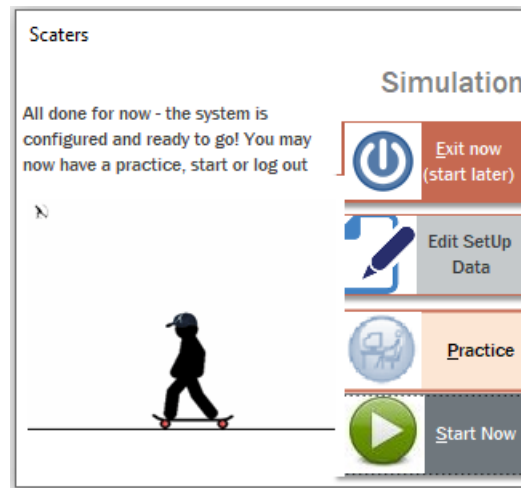 Scaters
Simulation
All done for now - the system is
configured and ready to go! You may
now have a practice, start or log out
Exit now
(start later)
Edit SetUp
Data
Practice
Start Now